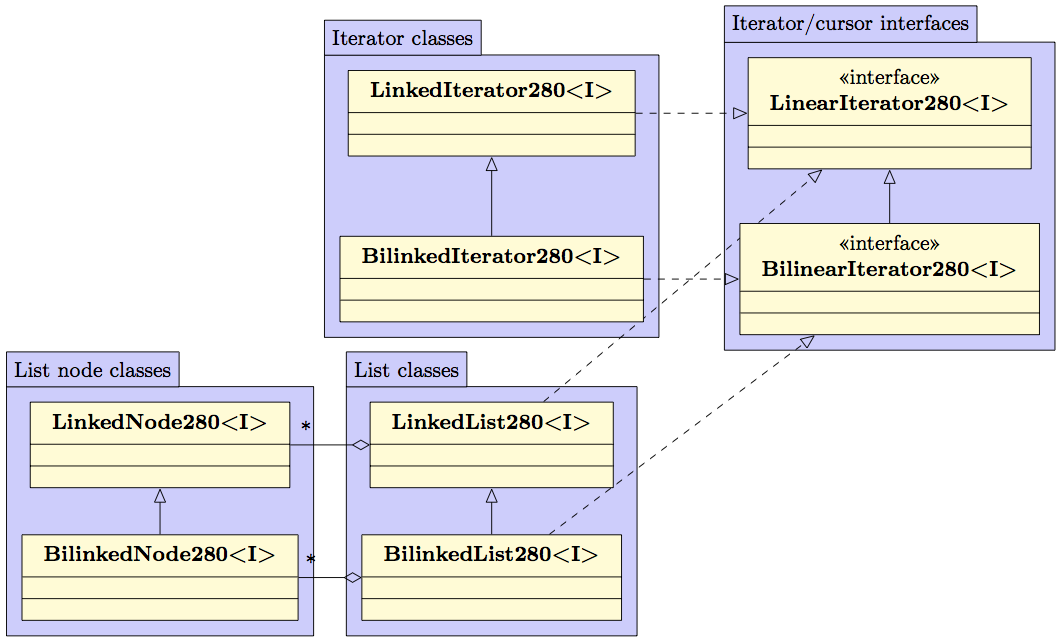 Iterator classes
LinkedIterator280<I>
BilinkedIterator280<I>
Iterator/cursor interfaces
«interface»
LinearIterator280<I>
«interface»
BilinearIterator280<I>
List node classes
LinkedNode280<I>
*
BilinkedNode280<I>
*
List classes
LinkedList280<I>
BilinkedList280<I>